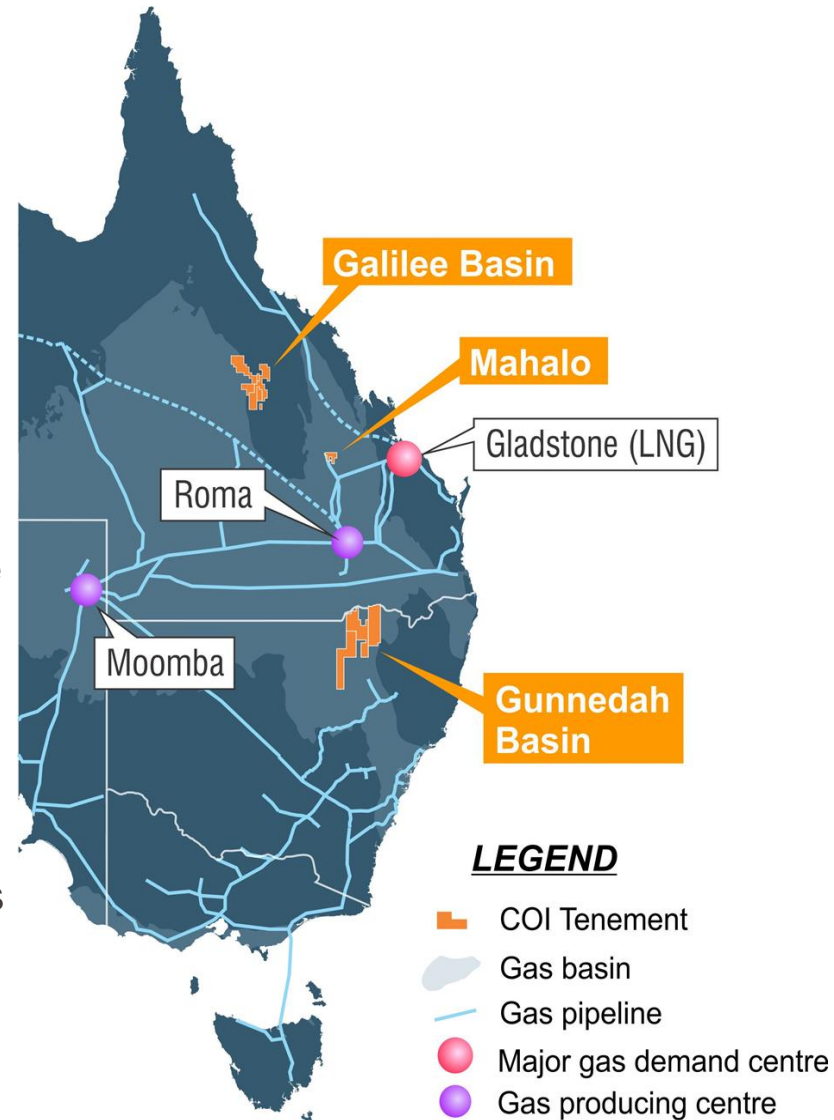 Galilee Basin
Mahalo
Gladstone (LNG)
Roma
Moomba
Gunnedah
Basin
LEGEND
COI Tenement
Gas basin
Gas pipeline
Major gas demand centre
Gas producing centre